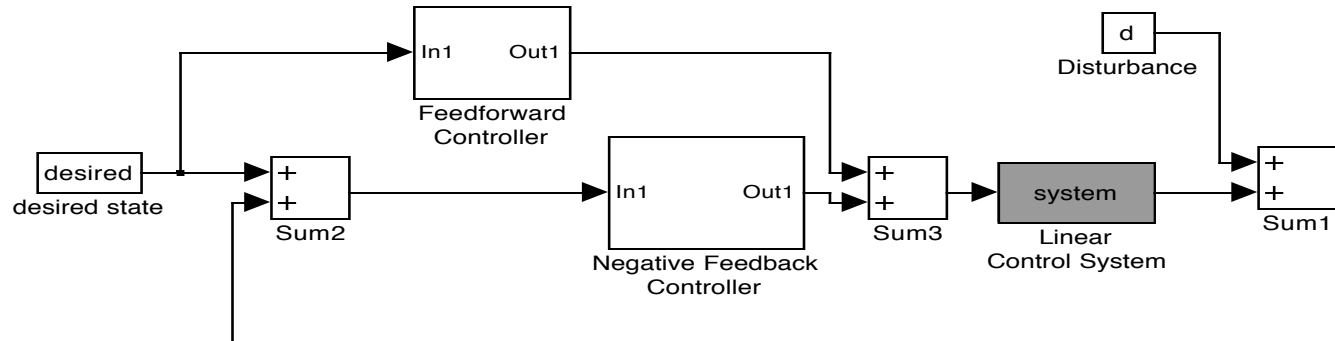 In1 Out1
Feedforward
Controller
d
Disturbance
desired
desired state
+
+
Sum2
In1 Out1
Negative Feedback
Controller
+
+
Sum3
system
Linear
Control System
+
+
Sum1